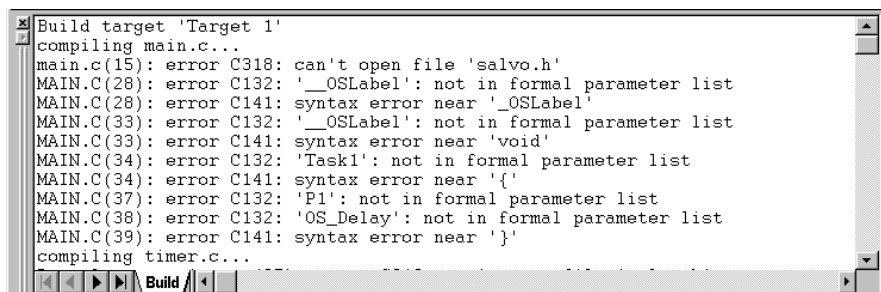 Build target 'Target 1'
compiling main.c...
main.c(15): error C318: can't open file 'salvo.h'
MAIN.C(28): error C132: '__OSLabel': not in formal parameter list
MAIN.C(28): error C141: syntax error near '_OSLabel'
MAIN.C(33): error C132: '__OSLabel': not in formal parameter list
MAIN.C(33): error C141: syntax error near 'void'
MAIN.C(34): error C132: 'Task1': not in formal parameter list
MAIN.C(34): error C141: syntax error near '{'
MAIN.C(37): error C132: 'P1': not in formal parameter list
MAIN.C(38): error C132: 'OS_Delay': not in formal parameter list
MAIN.C(39): error C141: syntax error near '}'
compiling timer.c...
Build